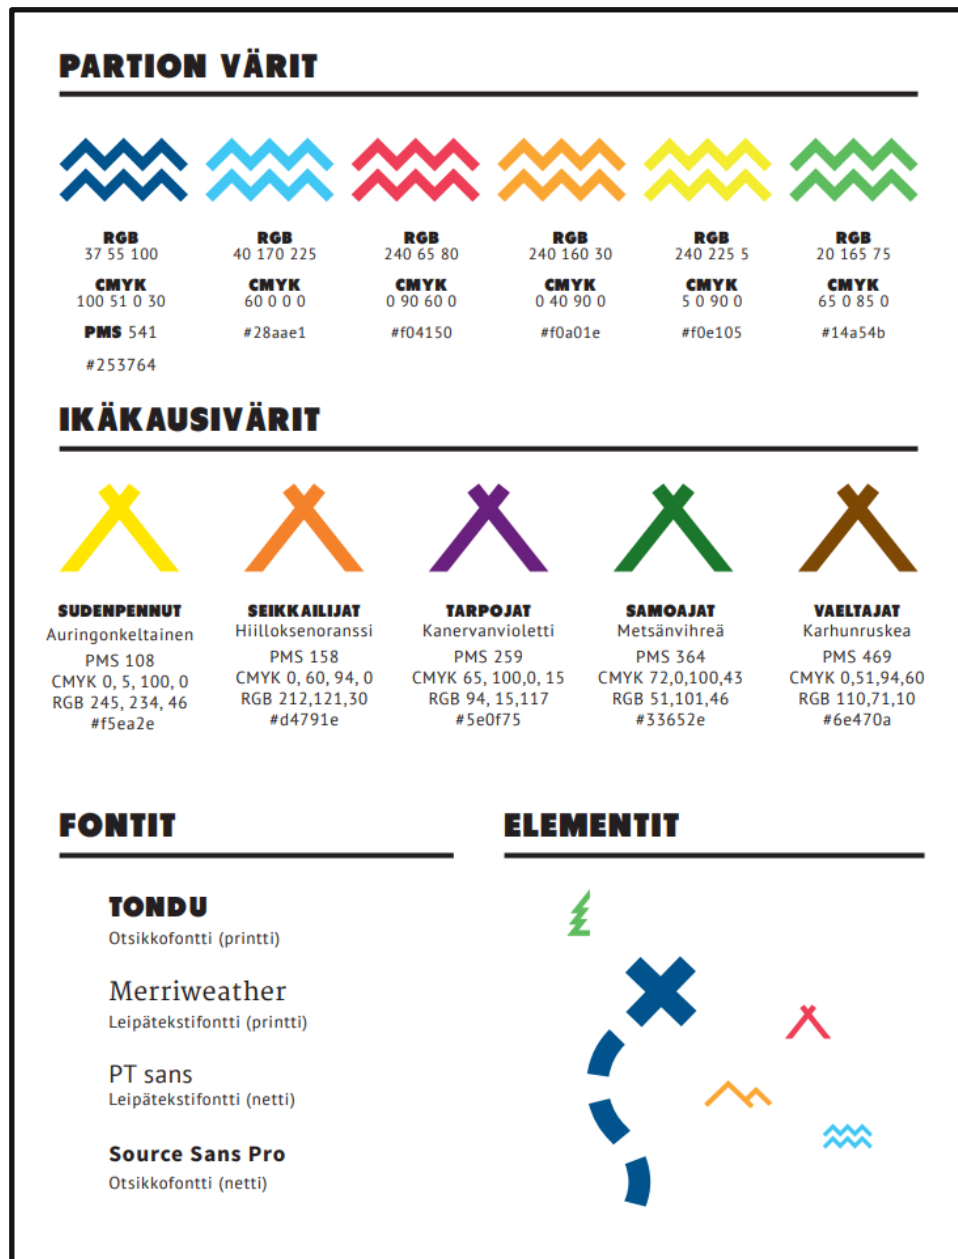 PARTION VÄRIT
RGB
37 55 100
CMYK
100 51 0 30
PMS 541
#253764
RGB
40 170 225
CMYK
60 0 0 0
#28aae1
RGB
240 65 80
CMYK
0 90 60 0
#f04150
RGB
240 160 30
CMYK
0 40 90 0
#f0a01e
RGB
240 225 5
CMYK
5 0 90 0
#f0e105
RGB
20 165 75
CMYK
65 0 85 0
#14a54b
IKÄKAUSIVÄRIT
SUDENPENNUT
Auringonkeltainen
PMS 108
CMYK 0, 5, 100, 0
RGB 245, 234, 46
#f5ea2e
SEIKKAILIJAT
Hiilloksenoranssi
PMS 158
CMYK 0, 60, 94, 0
RGB 212,121,30
#d4791e
TARPOJAT
Kanervanvioletti
PMS 259
CMYK 65, 100,0, 15
RGB 94, 15,117
#5e0f75
SAMOAJAT
Metsänvihreä
PMS 364
CMYK 72,0,100,43
RGB 51,101,46
#33652e
VAELTAJAT
Karhunruskea
PMS 469
CMYK 0,51,94,60
RGB 110,71,10
#6e470a
FONTIT
TONDU
Otsikkofontti (printti)
Merriweather
Leipätekstifontti (printti)
PT sans
Leipätekstifontti (netti)
Source Sans Pro
Otsikkofontti (netti)
ELEMENTIT